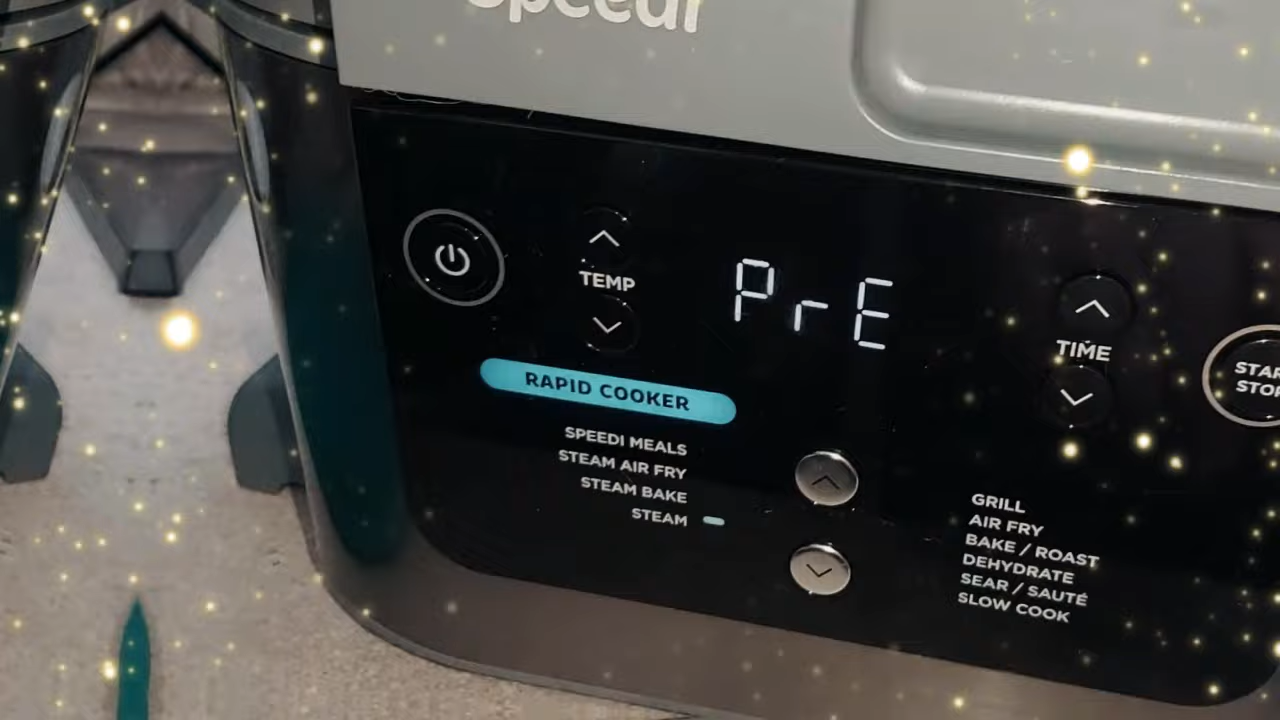 Speedi
TEMP
PrE
TIME
RAPID COOKER
SPEEDI MEALS
STEAM AIR FRY
STEAM BAKE
STEAM
GRILL
AIR FRY
BAKE / ROAST
DEHYDRATE
SEAR / SAUTÉ
SLOW COOK